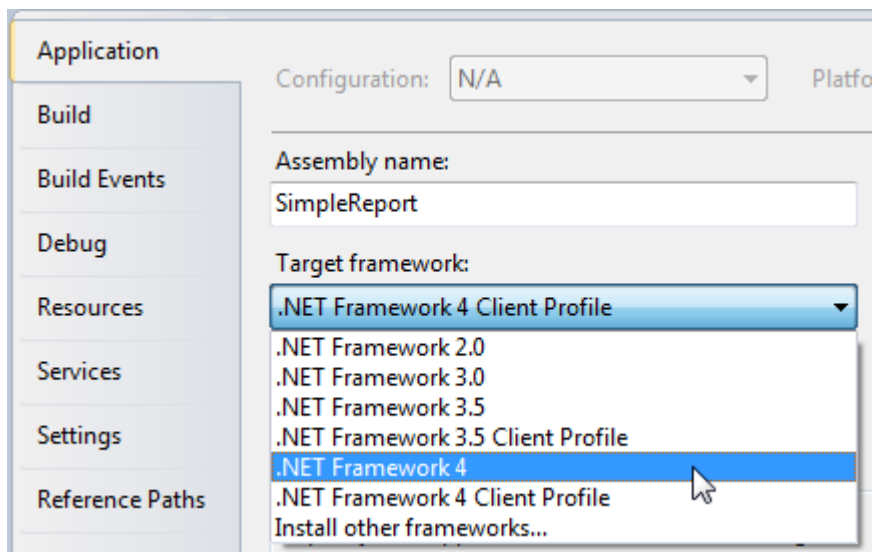 Application
Build
Build Events
Debug
Resources
Services
Settings
Reference Paths
Configuration: N/A Platfo
Assembly name:
SimpleReport
Target framework:
.NET Framework 4 Client Profile
.NET Framework 2.0
.NET Framework 3.0
.NET Framework 3.5
.NET Framework 3.5 Client Profile
.NET Framework 4
.NET Framework 4 Client Profile
Install other frameworks...